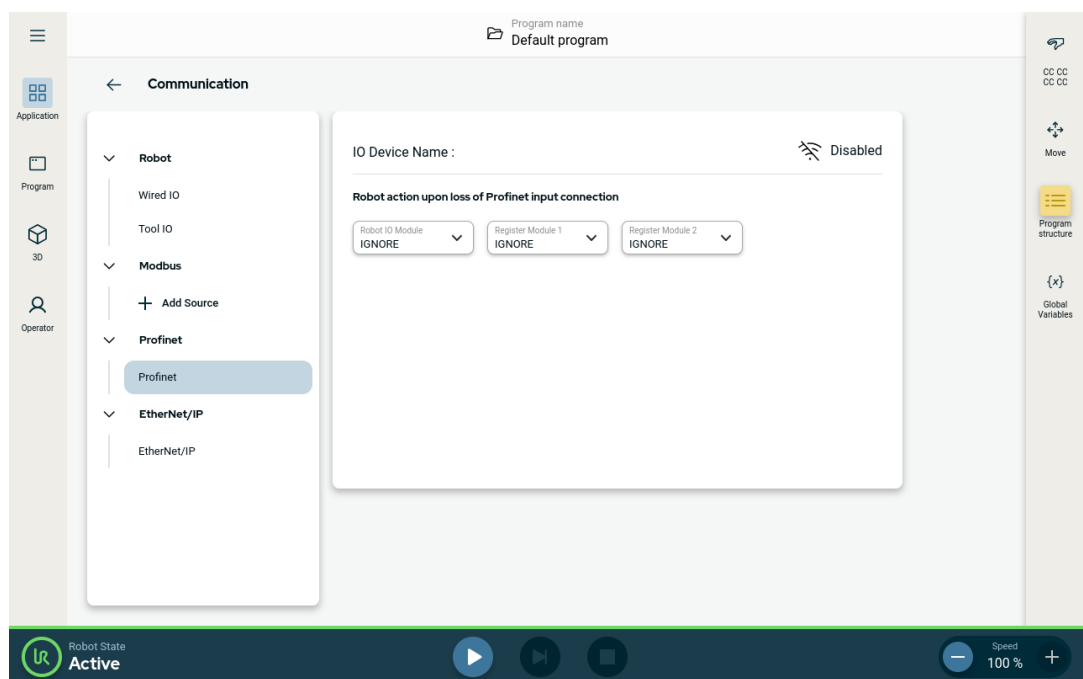 Program name
Default program
Application
Program
3D
Operator
Communication
Robot
Wired IO
Tool IO
Modbus
Add Source
Profinet
Profinet
EtherNet/IP
EtherNet/IP
IO Device Name :
Disabled
Robot action upon loss of Profinet input connection
Robot IO Module
IGNORE
Register Module 1
IGNORE
Register Module 2
IGNORE
CC CC
CC CC
Move
Program
structure
{x}
Global
Variables
UR
Robot State
Active
Speed
100 %